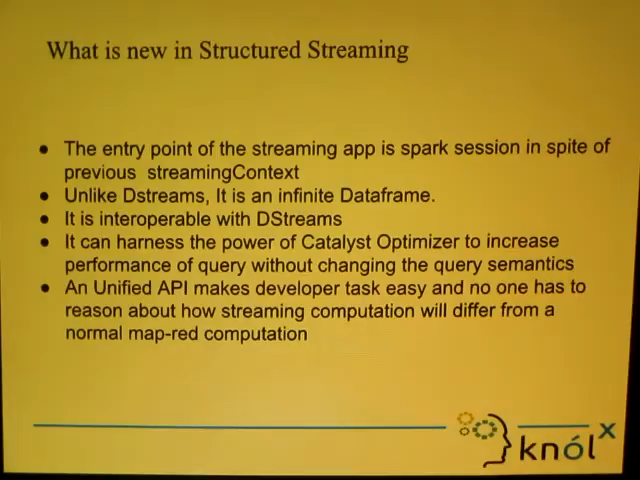 What is new in Structured Streaming
● The entry point of the streaming app is spark session in spite of
previous streamingContext
● Unlike Dstreams, It is an infinite Dataframe.
● It is interoperable with DStreams
● It can harness the power of Catalyst Optimizer to increase
performance of query without changing the query semantics
● An Unified API makes developer task easy and no one has to
reason about how streaming computation will differ from a
normal map-red computation
knól x